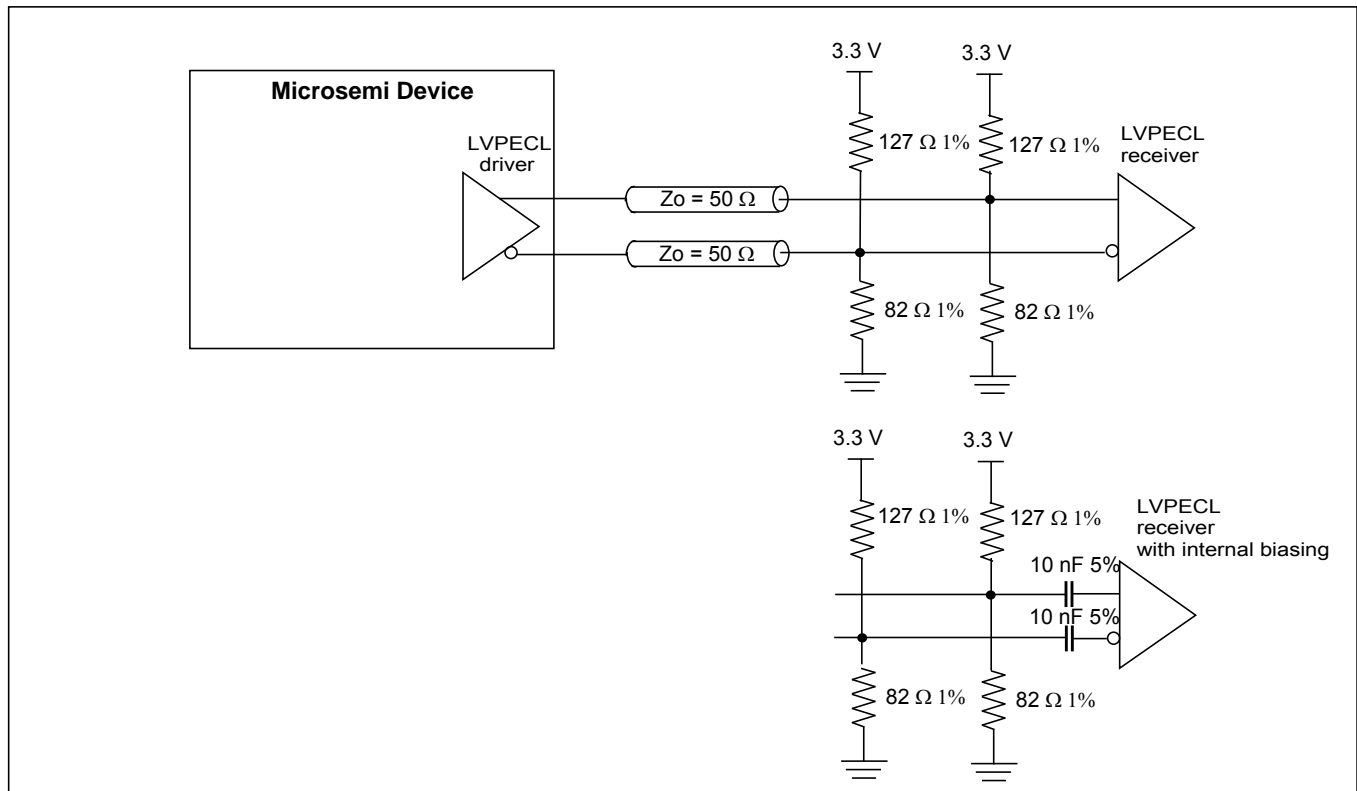 3.3 V
3.3 V
Microsemi Device
LVPECL
driver
127 Ω 1%
127 Ω 1%
LVPECL
receiver
Zo = 50 Ω
Zo = 50 Ω
82 Ω 1%
82 Ω 1%
3.3 V
3.3 V
127 Ω 1%
127 Ω 1%
LVPECL
receiver
with internal biasing
10 nF 5%
10 nF 5%
82 Ω 1%
82 Ω 1%